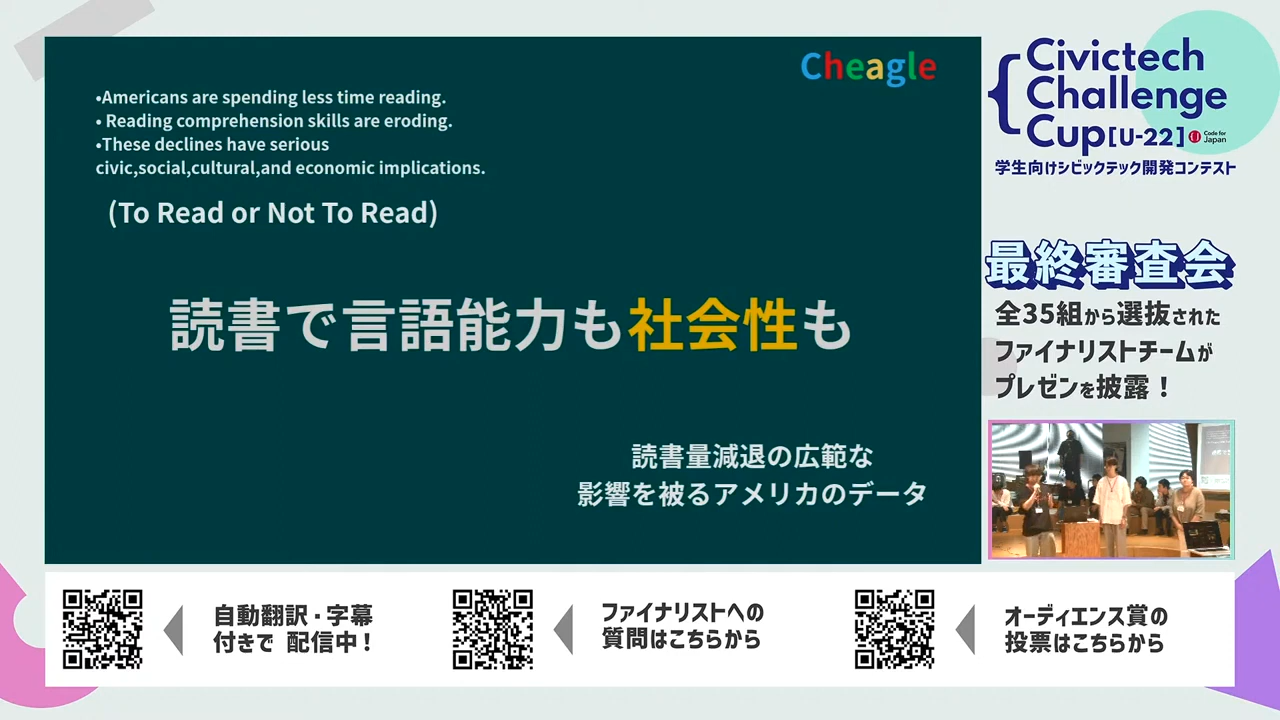 Cheagle
•Americans are spending less time reading.
• Reading comprehension skills are eroding.
•These declines have serious
civic,social,cultural,and economic implications.
(To Read or Not To Read)
読書で言語能力も社会性も
読書量減退の広範な
影響を被るアメリカのデータ
Civictech
Challenge
Cup[U-22]
Code for
Japan
学生向けシビックテック開発コンテスト
最終審査会
全35組から選抜された
ファイナリストチームが
プレゼンを披露！
自動翻訳・字幕
付きで 配信中！
ファイナリストへの
質問はこちらから
オーディエンス賞の
投票はこちらから